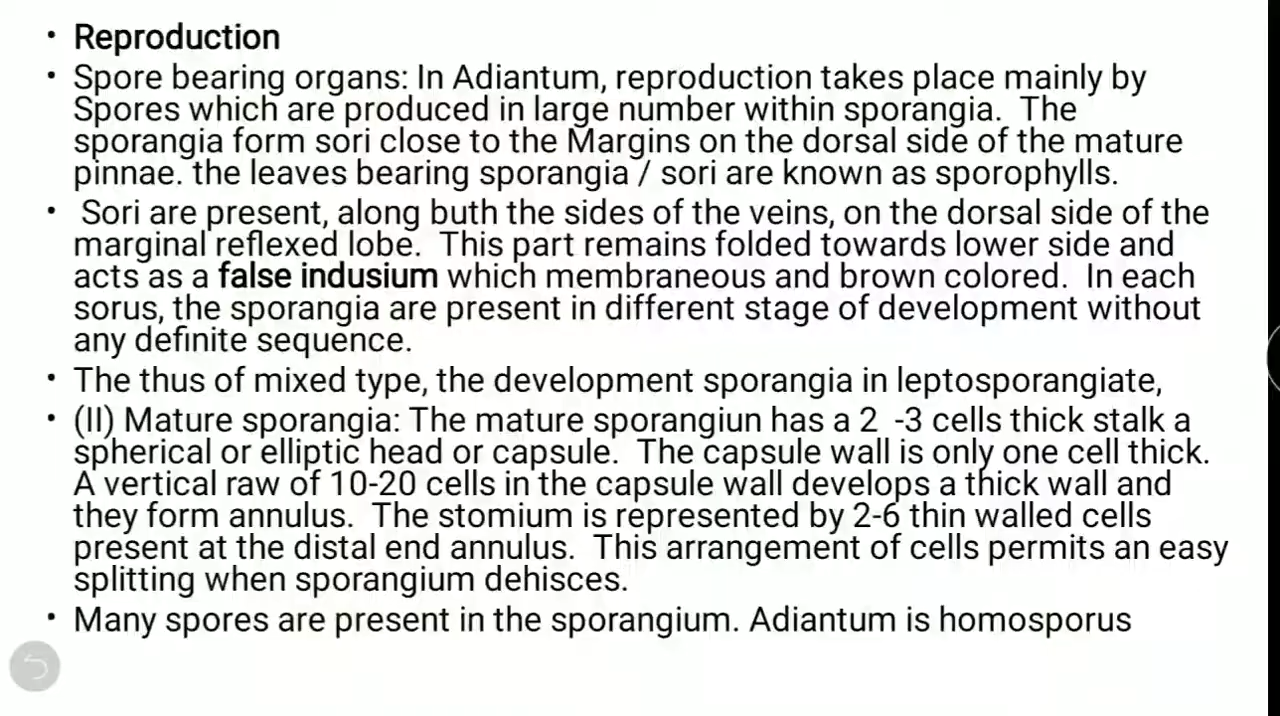 • Reproduction
• Spore bearing organs: In Adiantum, reproduction takes place mainly by
Spores which are produced in large number within sporangia. The
sporangia form sori close to the Margins on the dorsal side of the mature
pinnae. the leaves bearing sporangia / sori are known as sporophylls.
• Sori are present, along buth the sides of the veins, on the dorsal side of the
marginal reflexed lobe. This part remains folded towards lower side and
acts as a false indusium which membraneous and brown colored. In each
sorus, the sporangia are present in different stage of development without
any definite sequence.
• The thus of mixed type, the development sporangia in leptosporangiate,
• (II) Mature sporangia: The mature sporangiun has a 2 -3 cells thick stalk a
spherical or elliptic head or capsule. The capsule wall is only one cell thick.
A vertical raw of 10-20 cells in the capsule wall develops a thick wall and
they form annulus. The stomium is represented by 2-6 thin walled cells
present at the distal end annulus. This arrangement of cells permits an easy
splitting when sporangium dehisces.
• Many spores are present in the sporangium. Adiantum is homosporus